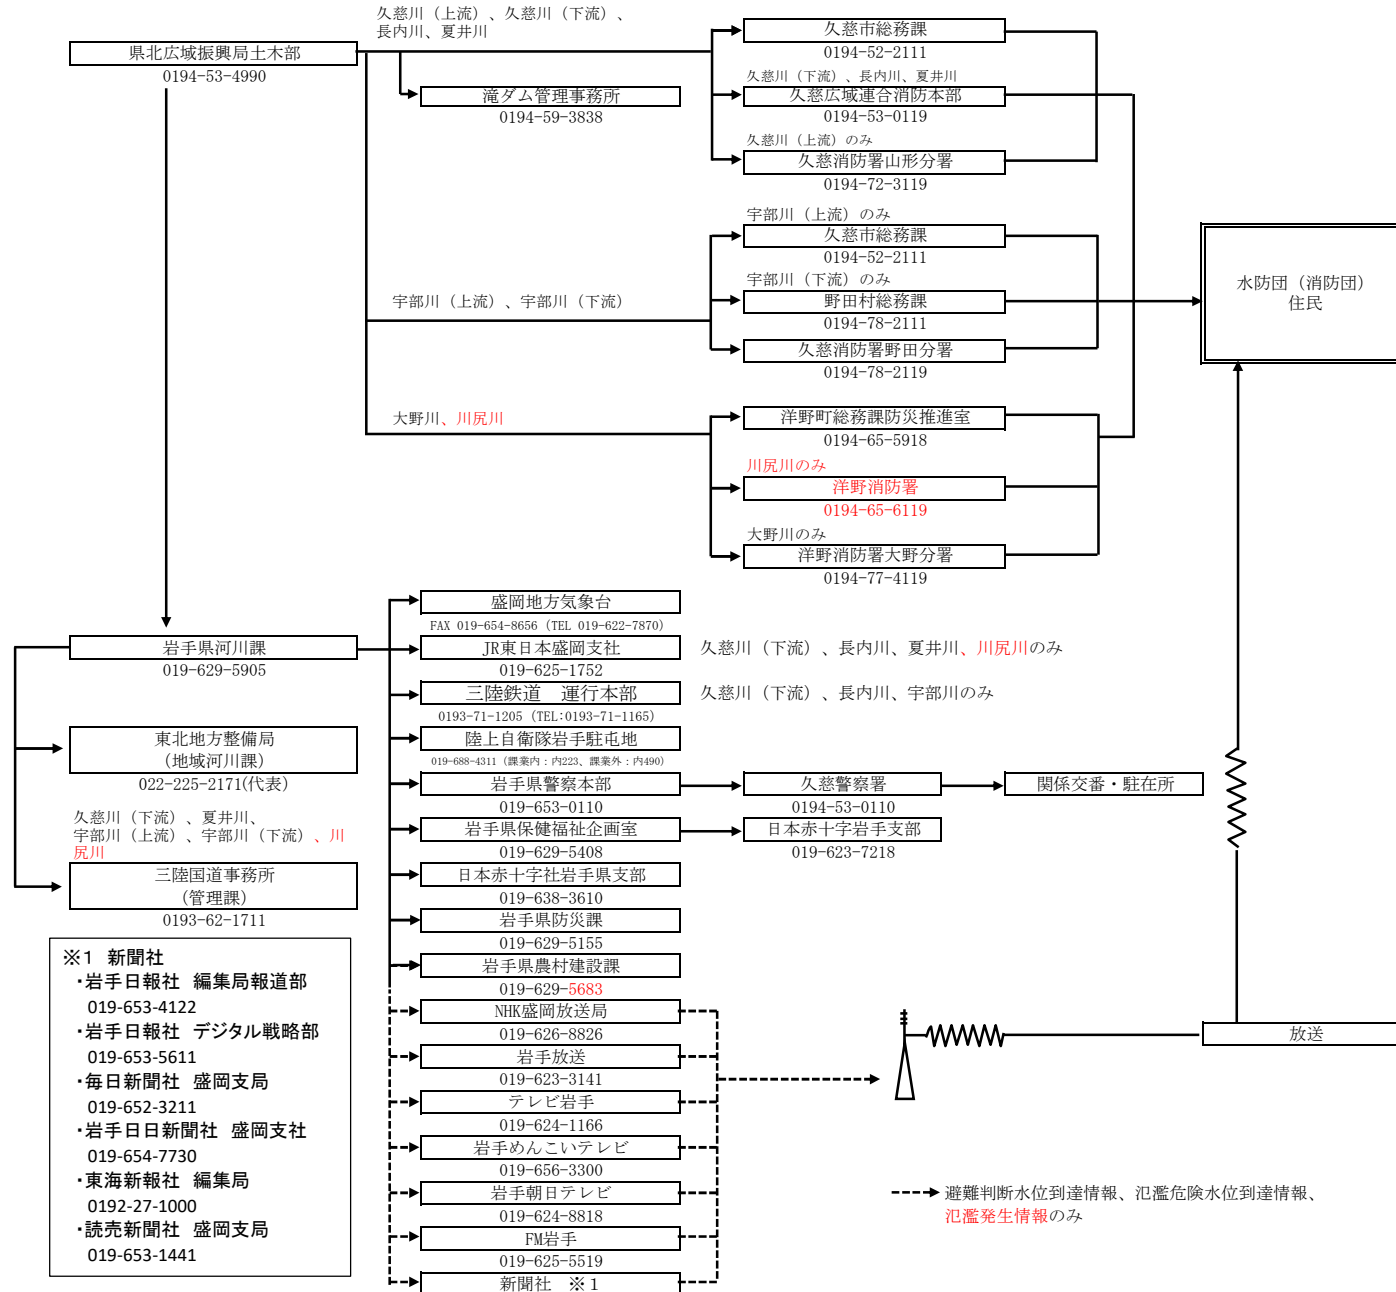 久慈川（上流）、久慈川（下流）、
長内川、夏井川
県北広域振興局土木部
0194-53-4990
滝ダム管理事務所
0194-59-3838
久慈市総務課
0194-52-2111
久慈川（下流）、長内川、夏井川
久慈広域連合消防本部
0194-53-0119
久慈川（上流）のみ
久慈消防署山形分署
0194-72-3119
宇部川（上流）、宇部川（下流）
宇部川（上流）のみ
久慈市総務課
0194-52-2111
宇部川（下流）のみ
野田村総務課
0194-78-2111
久慈消防署野田分署
0194-78-2119
水防団（消防団）
住民
大野川、川尻川
洋野町総務課防災推進室
0194-65-5918
川尻川のみ
洋野消防署
0194-65-6119
大野川のみ
洋野消防署大野分署
0194-77-4119
岩手県河川課
019-629-5905
東北地方整備局
（地域河川課）
022-225-2171(代表)
久慈川（下流）、夏井川、
宇部川（上流）、宇部川（下流）、川
尻川
三陸国道事務所
（管理課）
0193-62-1711
盛岡地方気象台
FAX 019-654-8656（TEL 019-622-7870）
JR東日本盛岡支社
019-625-1752
久慈川（下流）、長内川、夏井川、川尻川のみ
三陸鉄道　運行本部
0193-71-1205（TEL:0193-71-1165）
久慈川（下流）、長内川、宇部川のみ
陸上自衛隊岩手駐屯地
019-688-4311（課業内：内223、課業外：内490）
岩手県警察本部
019-653-0110
久慈警察署
0194-53-0110
関係交番・駐在所
岩手県保健福祉企画室
019-629-5408
日本赤十字岩手支部
019-623-7218
日本赤十字社岩手県支部
019-638-3610
岩手県防災課
019-629-5155
岩手県農村建設課
019-629-5683
NHK盛岡放送局
019-626-8826
岩手放送
019-623-3141
テレビ岩手
019-624-1166
岩手めんこいテレビ
019-656-3300
岩手朝日テレビ
019-624-8818
FM岩手
019-625-5519
新聞社　※１
放送
※1　新聞社
・岩手日報社　編集局報道部
019-653-4122
・岩手日報社　デジタル戦略部
019-653-5611
・毎日新聞社　盛岡支局
019-652-3211
・岩手日日新聞社　盛岡支社
019-654-7730
・東海新報社　編集局
0192-27-1000
・読売新聞社　盛岡支局
019-653-1441
避難判断水位到達情報、氾濫危険水位到達情報、
氾濫発生情報のみ